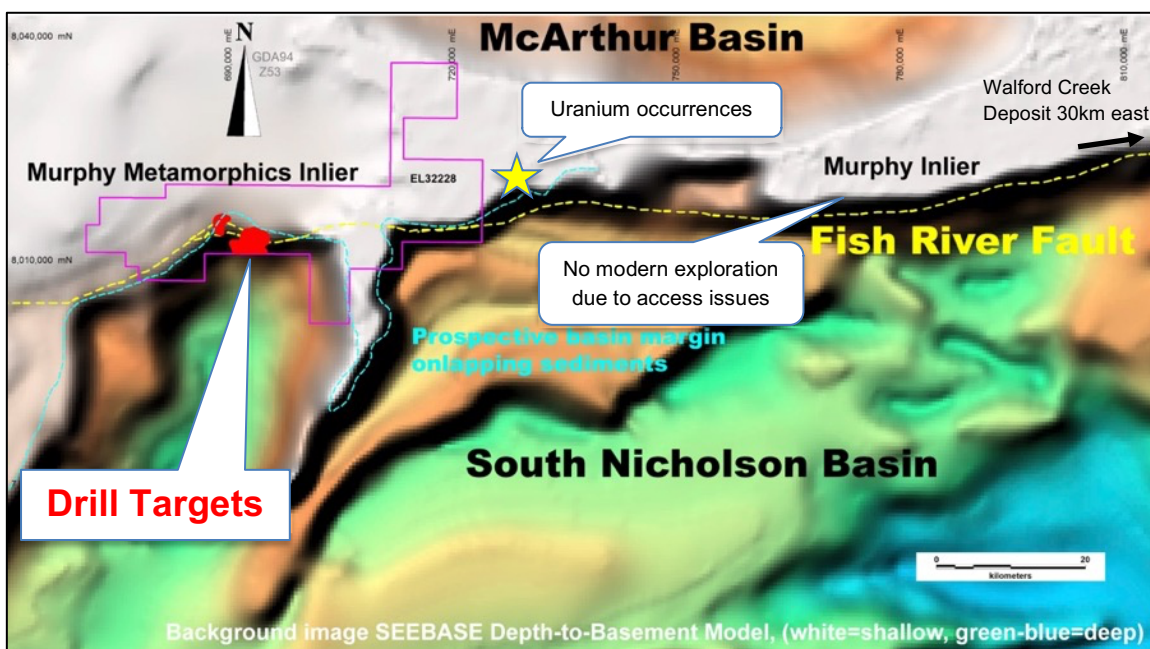 McArthur Basin
8,040,000 mN
N
GDA94
Z53
690,000 mE
720,000 mE
750,000 mE
780,000 mE
810,000 mE
Uranium occurrences
Walford Creek
Deposit 30km east
Murphy Metamorphics Inlier
EL32228
Murphy Inlier
Fish River Fault
8,010,000 mN
No modern exploration
due to access issues
Prospective basin margin
onlapping sediments
South Nicholson Basin
Drill Targets
0 20
kilometers
Background image SEEBASE Depth-to-Basement Model, (white=shallow, green-blue=deep)